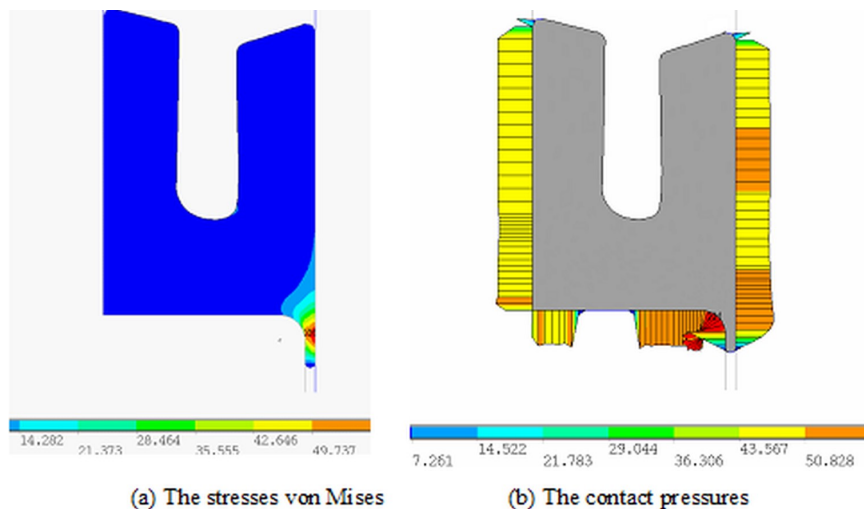 14.282 28.464 42.646
21.373 35.555 49.737
7.261 14.522 29.044 43.567
21.783 36.306 50.828
(a) The stresses von Mises (b) The contact pressures